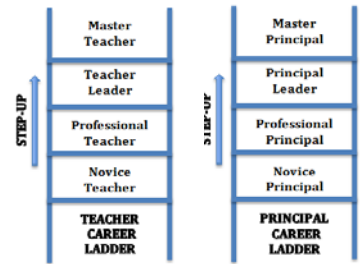 Master
Teacher
Teacher
Leader
Professional
Teacher
Novice
Teacher
TEACHER
CAREER
LADDER
STEP-UP
Master
Principal
Principal
Leader
Professional
Principal
Novice
Principal
PRINCIPAL
CAREER
LADDER
STEP-UP